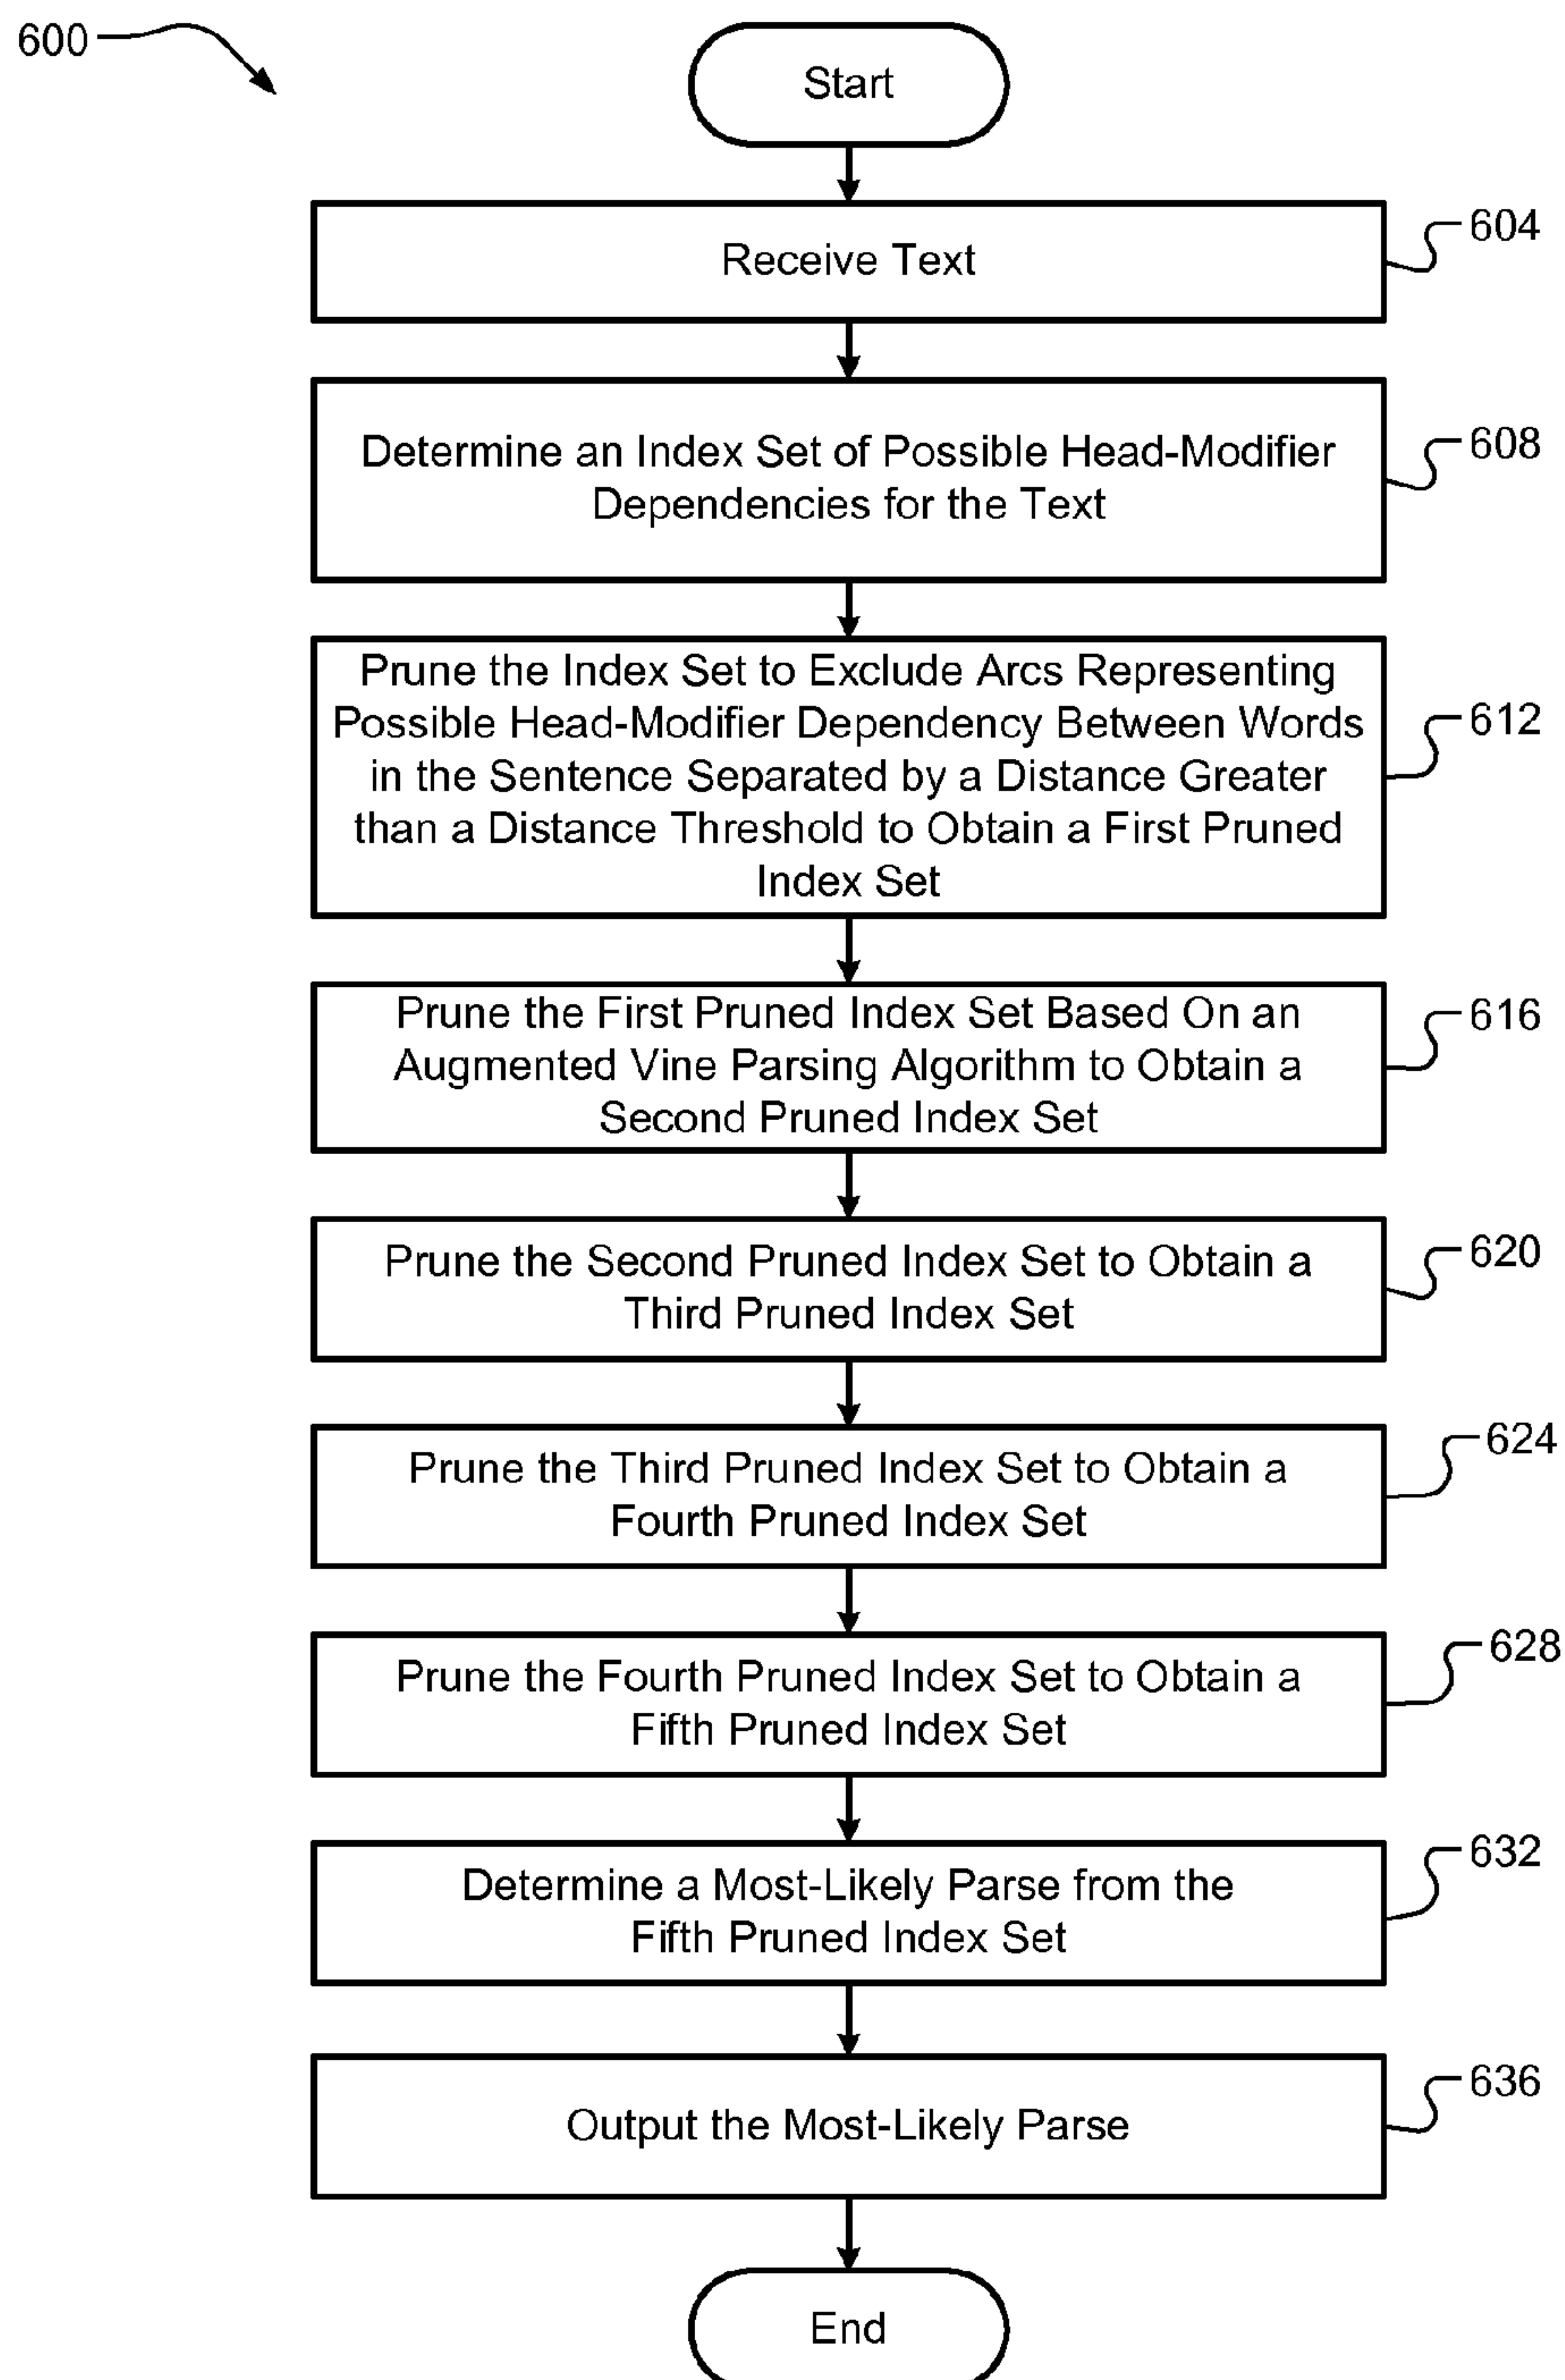 600
Start
Receive Text
604
Determine an Index Set of Possible Head-Modifier
Dependencies for the Text
608
Prune the Index Set to Exclude Arcs Representing
Possible Head-Modifier Dependency Between Words
in the Sentence Separated by a Distance Greater
than a Distance Threshold to Obtain a First Pruned
Index Set
612
Prune the First Pruned Index Set Based On an
Augmented Vine Parsing Algorithm to Obtain a
Second Pruned Index Set
616
Prune the Second Pruned Index Set to Obtain a
Third Pruned Index Set
620
Prune the Third Pruned Index Set to Obtain a
Fourth Pruned Index Set
624
Prune the Fourth Pruned Index Set to Obtain a
Fifth Pruned Index Set
628
Determine a Most-Likely Parse from the
Fifth Pruned Index Set
632
Output the Most-Likely Parse
636
End